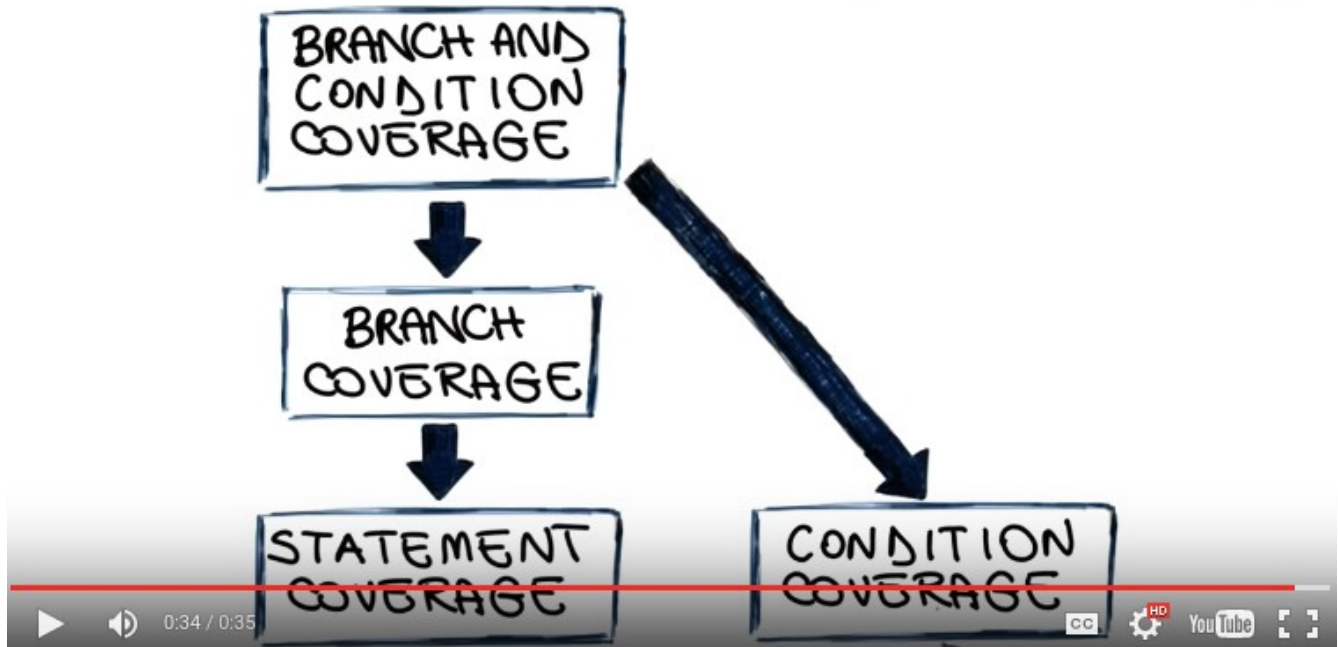 BRANCH AND
CONDITION
COVERAGE
BRANCH
COVERAGE
STATEMENT
COVERAGE
CONDITION
COVERAGE
0:34 / 0:35
CC
HD
YouTube